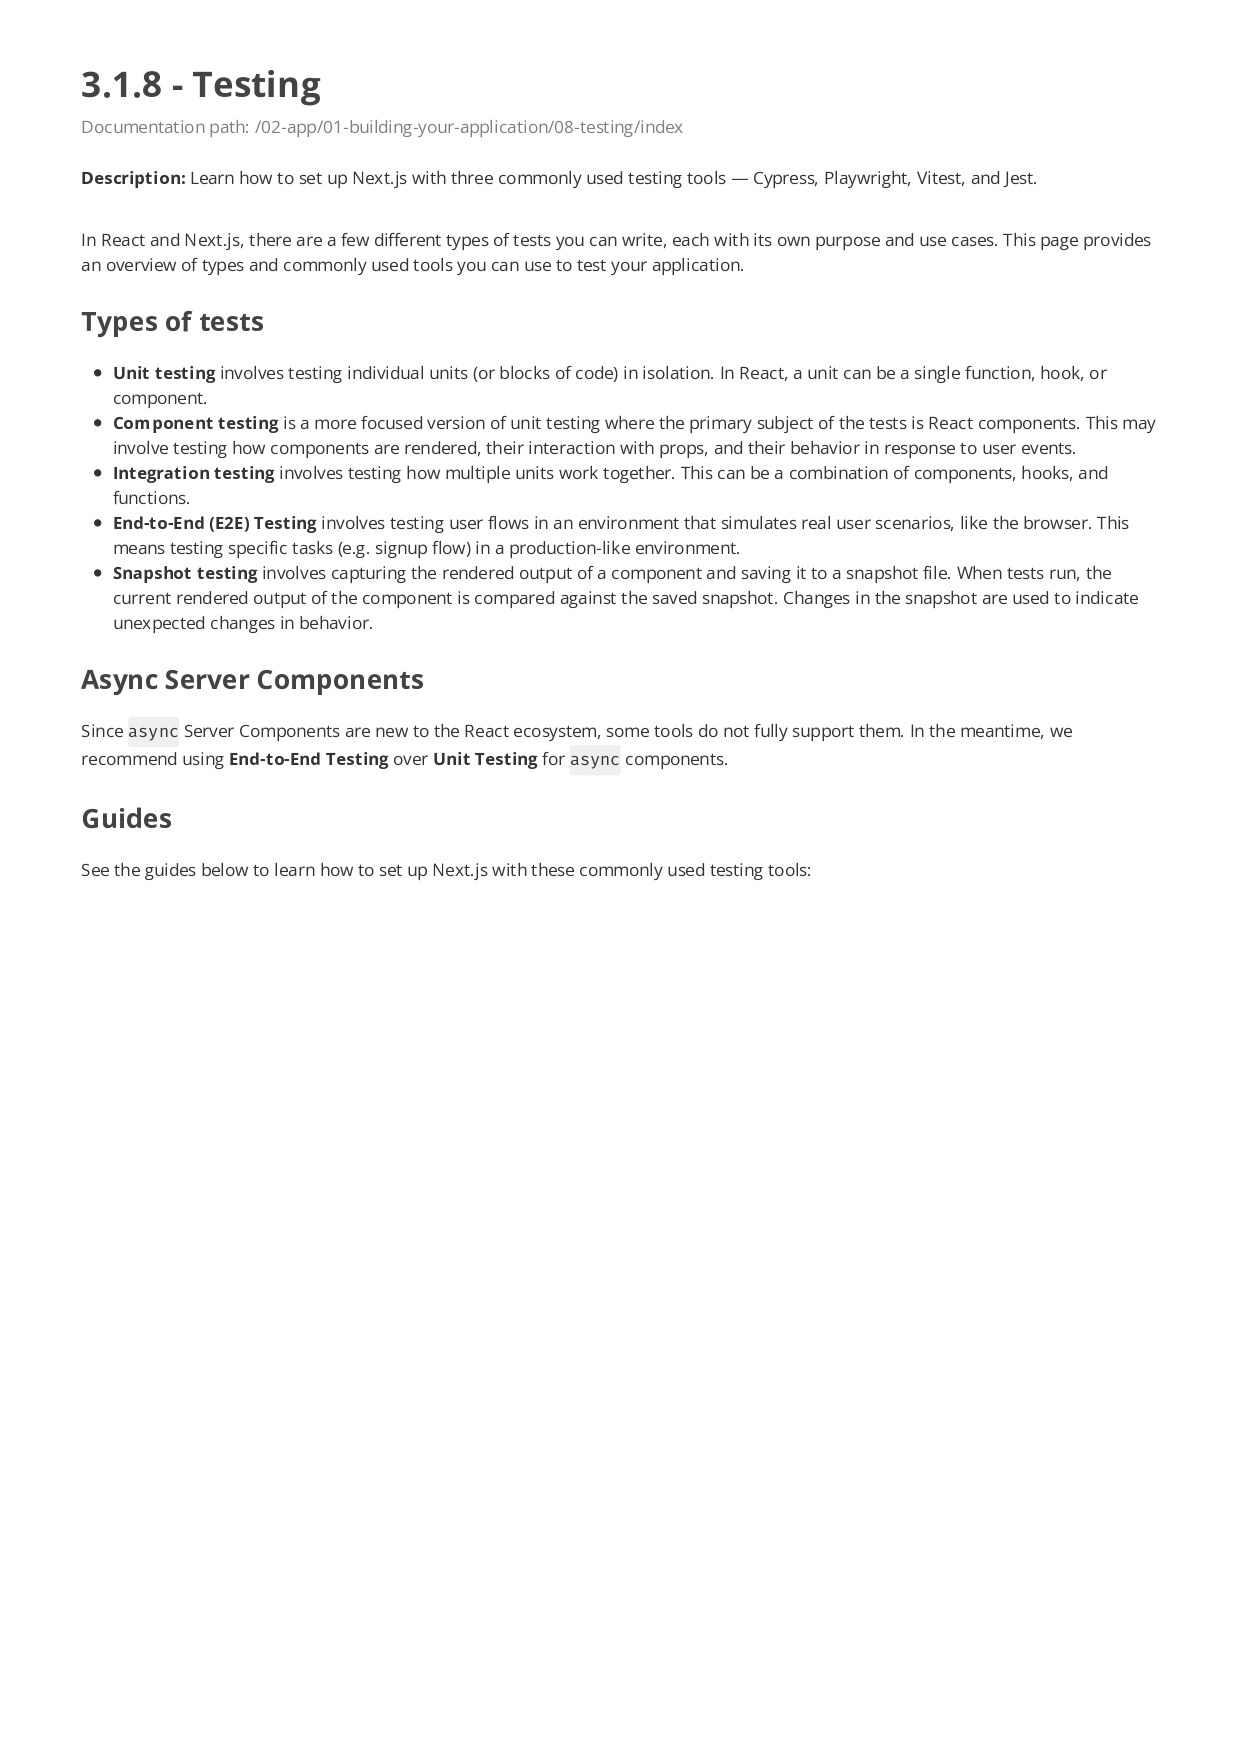 3.1.8 - Testing
Documentation path: /02-app/01-building-your-application/08-testing/index
Description: Learn how to set up Next.js with three commonly used testing tools — Cypress, Playwright, Vitest, and Jest.
In React and Next.js, there are a few different types of tests you can write, each with its own purpose and use cases. This page provides
an overview of types and commonly used tools you can use to test your application.
Types of tests
• Unit testing involves testing individual units (or blocks of code) in isolation. In React, a unit can be a single function, hook, or
component.
• Component testing is a more focused version of unit testing where the primary subject of the tests is React components. This may
involve testing how components are rendered, their interaction with props, and their behavior in response to user events.
• Integration testing involves testing how multiple units work together. This can be a combination of components, hooks, and
functions.
• End-to-End (E2E) Testing involves testing user flows in an environment that simulates real user scenarios, like the browser. This
means testing specific tasks (e.g. signup flow) in a production-like environment.
• Snapshot testing involves capturing the rendered output of a component and saving it to a snapshot file. When tests run, the
current rendered output of the component is compared against the saved snapshot. Changes in the snapshot are used to indicate
unexpected changes in behavior.
Async Server Components
Since async Server Components are new to the React ecosystem, some tools do not fully support them. In the meantime, we
recommend using End-to-End Testing over Unit Testing for async components.
Guides
See the guides below to learn how to set up Next.js with these commonly used testing tools: